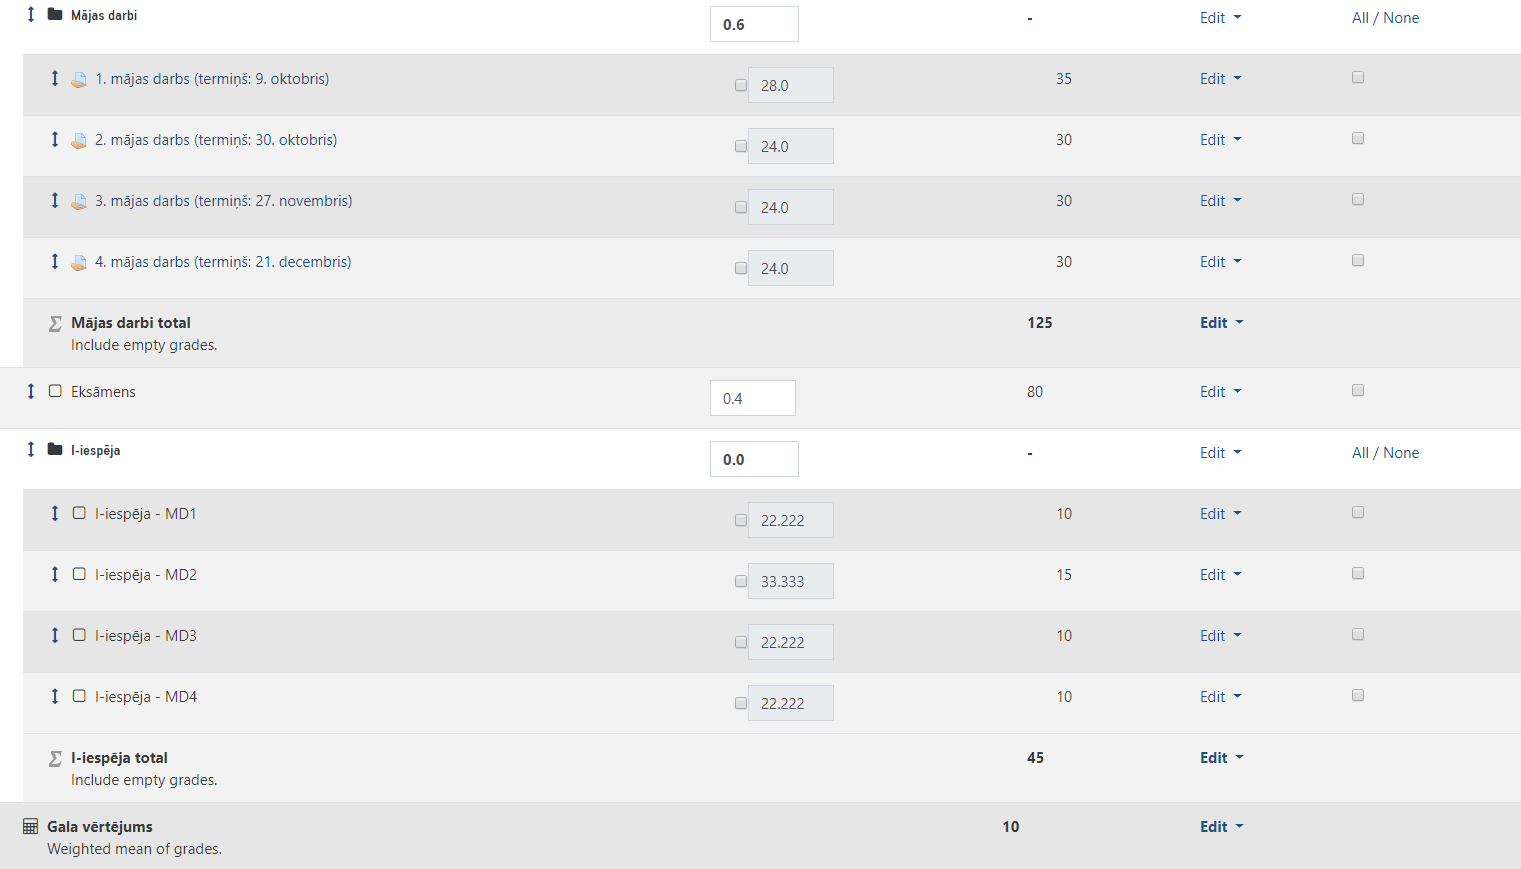 Mājas darbi 0.6 - Edit All / None
1. mājas darbs (termiņš: 9. oktobris) 28.0 35 Edit
2. mājas darbs (termiņš: 30. oktobris) 24.0 30 Edit
3. mājas darbs (termiņš: 27. novembris) 24.0 30 Edit
4. mājas darbs (termiņš: 21. decembris) 24.0 30 Edit
Σ Mājas darbi total 125 Edit
Include empty grades.
Eksāmens 0.4 80 Edit
I-iespēja 0.0 - Edit All / None
I-iespēja - MD1 22.222 10 Edit
I-iespēja - MD2 33.333 15 Edit
I-iespēja - MD3 22.222 10 Edit
I-iespēja - MD4 22.222 10 Edit
Σ I-iespēja total 45 Edit
Include empty grades.
Gala vērtējums 10 Edit
Weighted mean of grades.